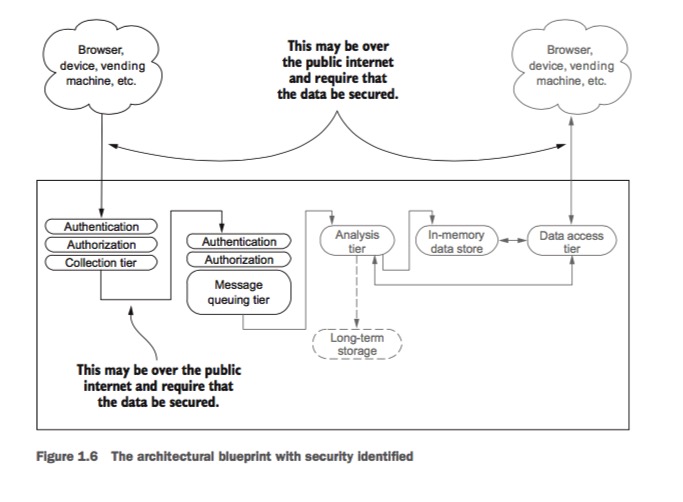 Browser,
device, vending
machine, etc.
This may be over
the public internet
and require that
the data be secured.
Browser,
device, vending
machine, etc.
Authentication
Authorization
Collection tier
Authentication
Authorization
Message
queuing tier
Analysis
tier
In-memory
data store
Data access
tier
Long-term
storage
This may be over the public
internet and require that
the data be secured.
Figure 1.6 The architectural blueprint with security identified